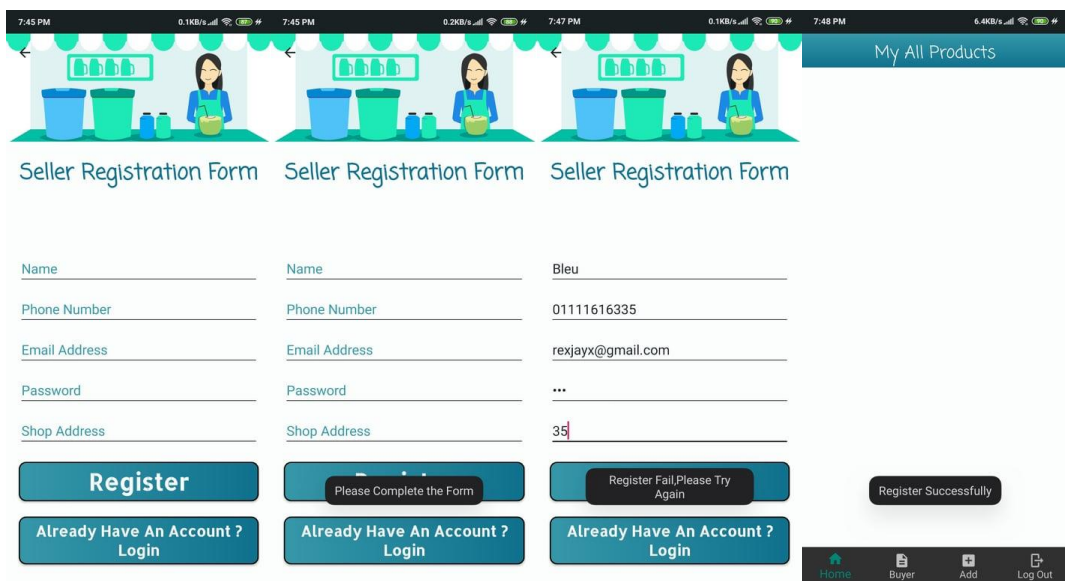 7:45 PM
0.1KB/s
Seller Registration Form
Name
Phone Number
Email Address
Password
Shop Address
Register
Already Have An Account ?
Login
7:45 PM
0.2KB/s
Seller Registration Form
Name
Phone Number
Email Address
Password
Shop Address
Please Complete the Form
Already Have An Account ?
Login
7:47 PM
0.1KB/s
Seller Registration Form
Bleu
01111616335
rexjayx@gmail.com
•••
35
Register Fail,Please Try
Again
Already Have An Account ?
Login
7:48 PM
6.4KB/s
My All Products
Register Successfully
Home
Buyer
Add
Log Out